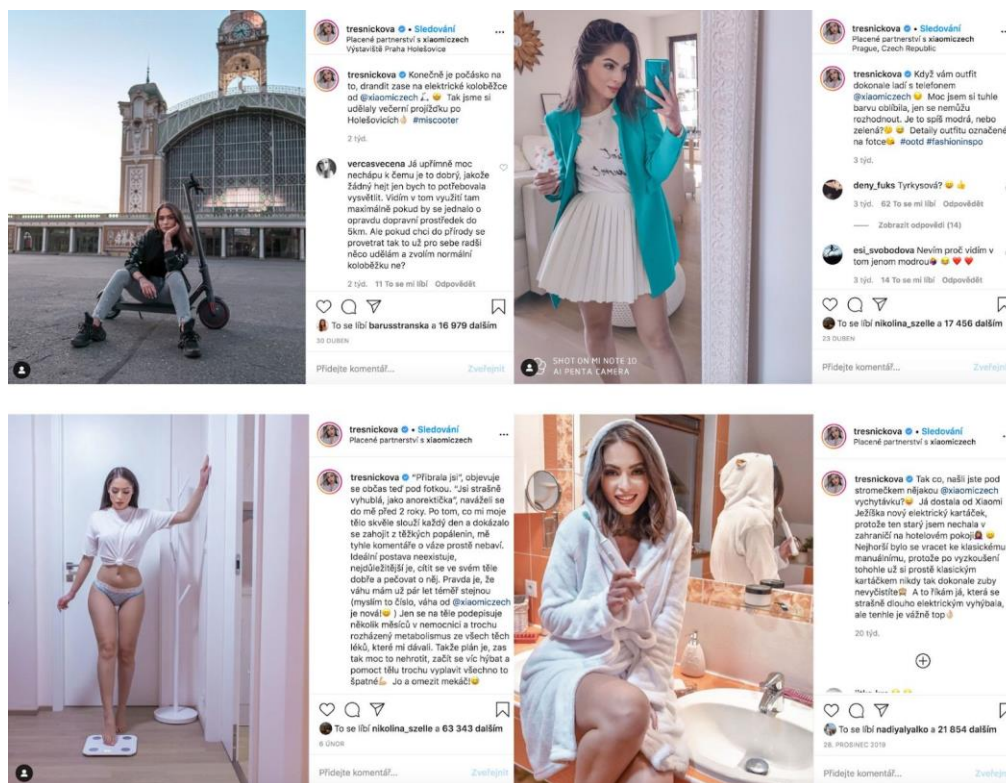 tresnickova • Sledování
Placené partnerství s xiaomiczech
Výstaviště Praha Holešovice
tresnickova Konečně je počásko na
to, drandit zase na elektrické koloběžce
od @xiaomiczech 🛴 😊 Tak jsme si
udělaly večerní projížďku po
Holešovicích👌 #miscooter
2 týd.
vercasvecena Já upřímně moc
nechápu k čemu je to dobrý, jakože
žádný hejt jen bych to potřebovala
vysvětlit. Vidím v tom využití tam
maximálně pokud by se jednalo o
opravdu dopravní prostředek do
5km. Ale pokud chci do přírody se
provetrat tak to už pro sebe radši
něco udělám a zvolím normální
koloběžku ne?
2 týd. 11 To se mi líbí Odpovědět
To se líbí barusstranska a 16 979 dalším
30 DUBEN
Přidejte komentář... Zveřejnit
SHOT ON MI NOTE 10
AI PENTA CAMERA
tresnickova • Sledování
Placené partnerství s xiaomiczech
Prague, Czech Republic
tresnickova Když vám outfit
dokonale ladí s telefonem
@xiaomiczech 😉 Moc jsem si tuhle
barvu oblíbila, jen se nemůžu
rozhodnout. Je to spíš modrá, nebo
zelená?😊 😅 Detaily outfitu označené
na fotce👋 #ootd #fashioninspo
3 týd.
deny_fuks Tyrkysová? 😄 👍
3 týd. 62 To se mi líbí Odpovědět
Zobrazit odpovědi (14)
esi_svobodova Nevím proč vidím v
tom jenom modrou🙈 😂 ❤️ ❤️
3 týd. 14 To se mi líbí Odpovědět
To se líbí nikolina_szelle a 17 456 dalším
23 DUBEN
Přidejte komentář... Zveřejnit
tresnickova • Sledování
Placené partnerství s xiaomiczech
tresnickova "Přibrala jsi", objevuje
se občas teď pod fotkou. "Jsi strašně
vyhublá, jako anorektička", naváželi se
do mě před 2 roky. Po tom, co mi moje
tělo skvěle slouží každý den a dokázalo
se zahojit z těžkých popálenin, mě
tyhle komentáře o váze prostě nebaví.
Ideální postava neexistuje,
nejdůležitější je, cítit se ve svém těle
dobře a pečovat o něj. Pravda je, že
váhu mám už pár let téměř stejnou
(myslím to číslo, váha od @xiaomiczech
je nová!😄 ) Jen se na těle podepisuje
několik měsíců v nemocnici a trochu
rozházený metabolismus ze všech těch
léků, které mi dávali. Takže plán je, zas
tak moc to nehrotit, začít se víc hýbat a
pomoct tělu trochu vyplavit všechno to
špatné💪 Jo a omezit mekáč!😄
To se líbí nikolina_szelle a 63 343 dalším
6 ÚNOR
Přidejte komentář... Zveřejnit
tresnickova • Sledování
Placené partnerství s xiaomiczech
tresnickova Tak co, našli jste pod
stromečkem nějakou @xiaomiczech
vychytávku?😉 Já dostala od Xiaomi
Ježíška nový elektrický kartáček,
protože ten starý jsem nechala v
zahraničí na hotelovém pokoji🤦 😄
Nejhorší bylo se vracet ke klasickému
manuálnímu, protože po vyzkoušení
tohohle už si prostě klasickým
kartáčkem nikdy tak dokonale zuby
nevyčistíte🙈 A to říkám já, která se
strašně dlouho elektrickým vyhýbala,
ale tenhle je vážně top👌
20 týd.
To se líbí nadiyalyalko a 21 854 dalším
26. PROSINEC 2019
Přidejte komentář... Zveřejnit